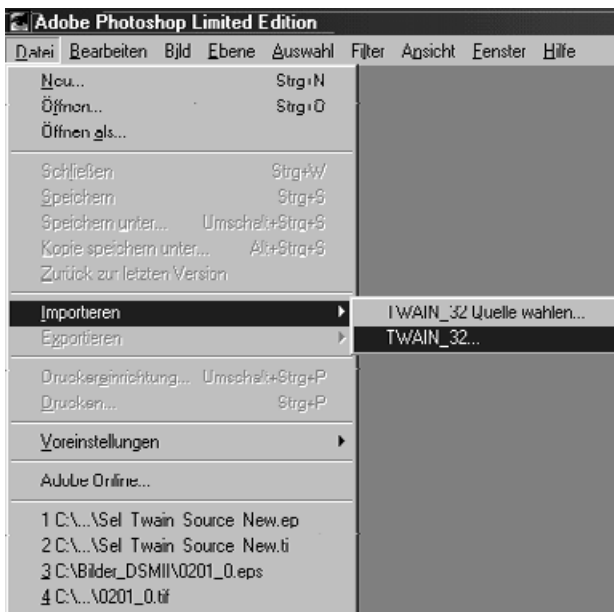 Adobe Photoshop Limited Edition
Datei Bearbeiten Bild Ebene Auswahl Filter Ansicht Fenster Hilfe
Neu... Strg+N
Öffnen... Strg+O
Öffnen als...
Schließen Strg+W
Speichern Strg+S
Speichern unter... Umschalt+Strg+S
Kopie speichern unter... Alt+Strg+S
Zurück zur letzten Version
Importieren TWAIN_32 Quelle wählen...
Exportieren TWAIN_32...
Druckereinrichtung... Umschalt+Strg+P
Drucken... Strg+P
Voreinstellungen
Adobe Online...
1 C:\...\Sel Twain Source New.ep
2 C:\...\Sel Twain Source New.ti
3 C:\Bilder_DSMII\0201_0.eps
4 C:\...\0201_0.tif